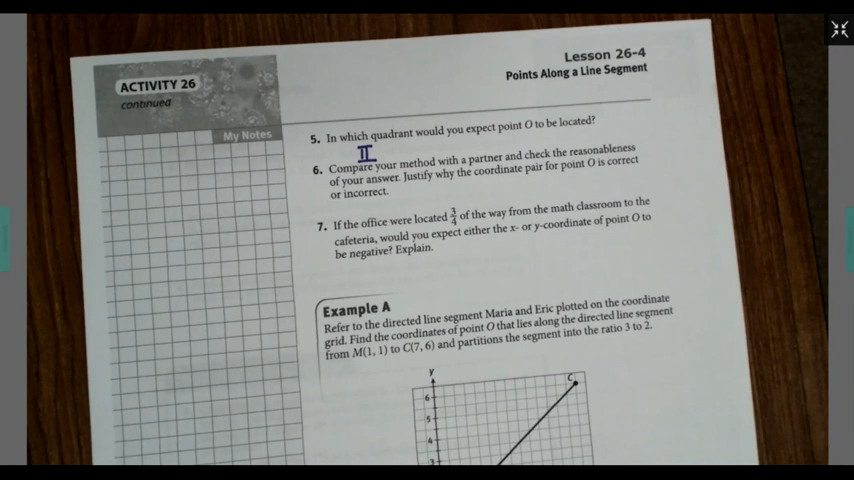 Lesson 26-4
Points Along a Line Segment
ACTIVITY 26
continued
My Notes
5. In which quadrant would you expect point O to be located?
II
6. Compare your method with a partner and check the reasonableness
of your answer. Justify why the coordinate pair for point O is correct
or incorrect.
7. If the office were located 3/4 of the way from the math classroom to the
cafeteria, would you expect either the x- or y-coordinate of point O to
be negative? Explain.
Example A
Refer to the directed line segment Maria and Eric plotted on the coordinate
grid. Find the coordinates of point O that lies along the directed line segment
from M(1, 1) to C(7, 6) and partitions the segment into the ratio 3 to 2.
y
C
6
5
4
3